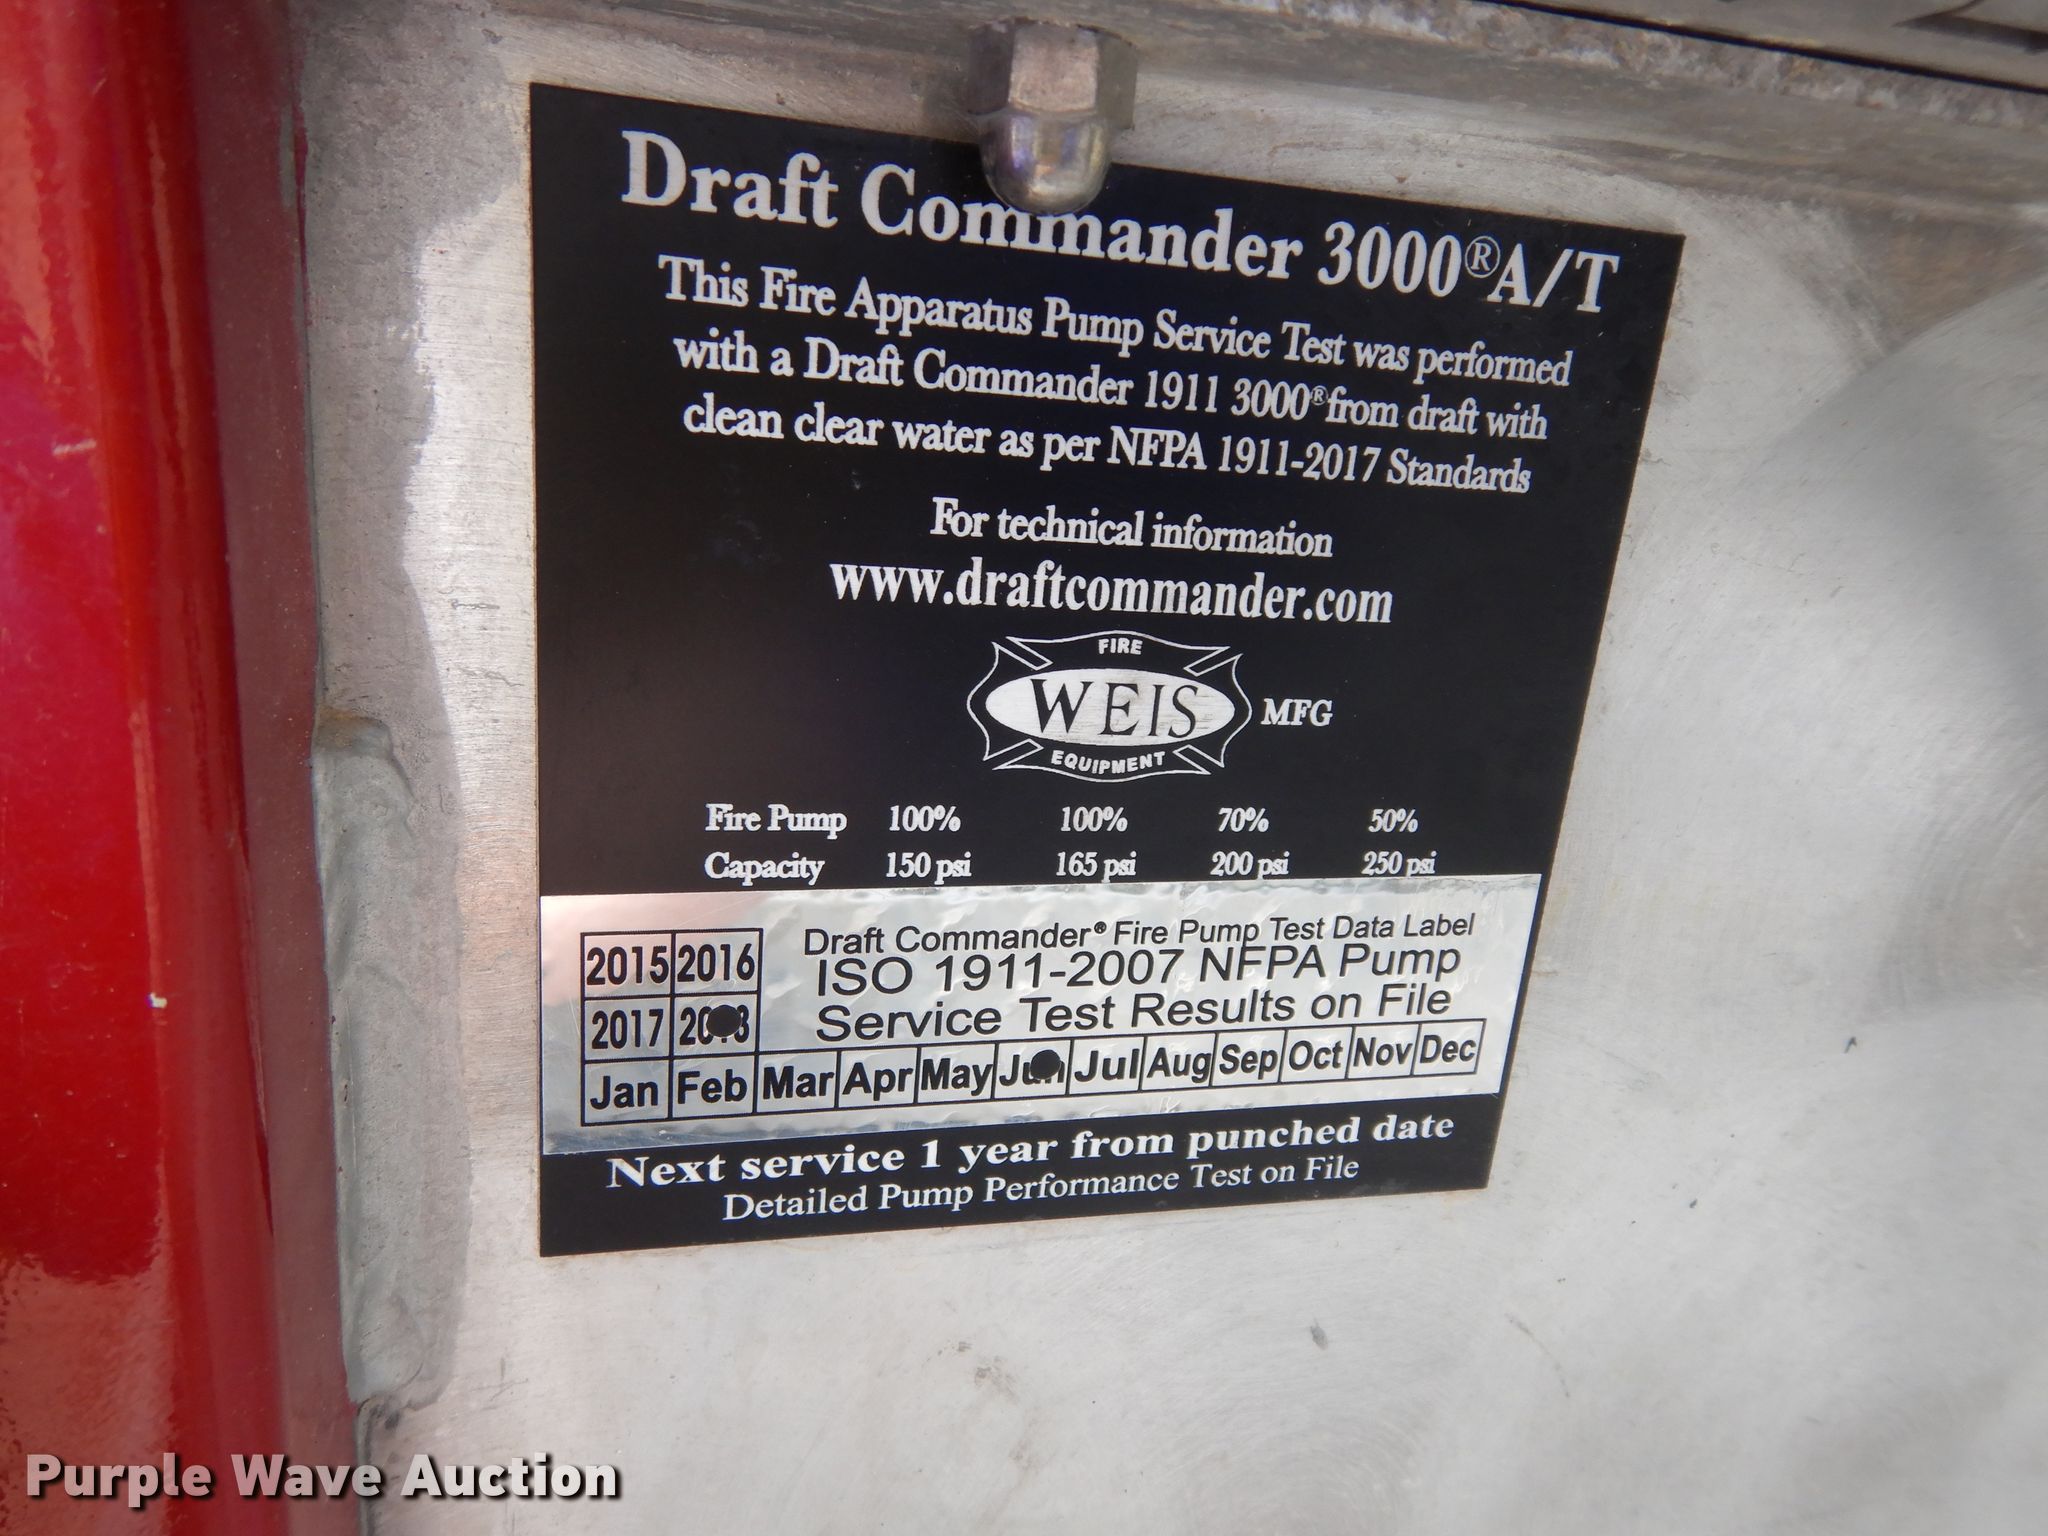 Draft Commander 3000®A/T
This Fire Apparatus Pump Service Test was performed
with a Draft Commander 1911 3000® from draft with
clean clear water as per NFPA 1911-2017 Standards
For technical information
www.draftcommander.com
FIRE
WEIS MFG
EQUIPMENT
Fire Pump 100% 100% 70% 50%
Capacity 150 psi 165 psi 200 psi 250 psi
Draft Commander® Fire Pump Test Data Label
2015 2016 ISO 1911-2007 NFPA Pump
2017 2018 Service Test Results on File
Jan Feb Mar Apr May Jun Jul Aug Sep Oct Nov Dec
Next service 1 year from punched date
Detailed Pump Performance Test on File
Purple Wave Auction